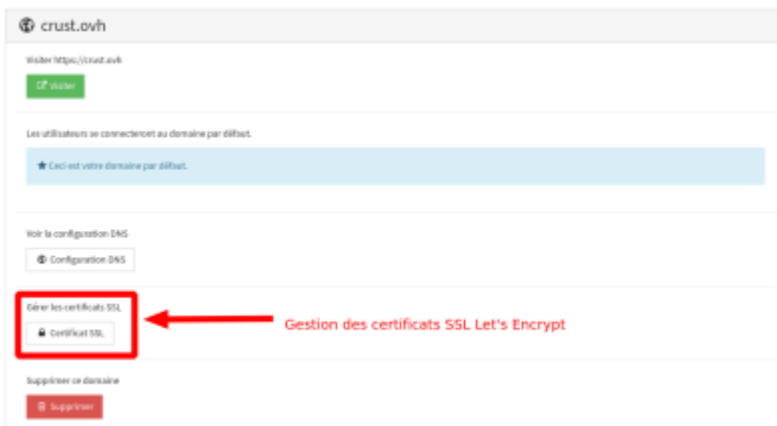 crust.ovh
Visiter https://crust.ovh
Visiter
Les utilisateurs se connecteront au domaine par défaut.
Ceci est votre domaine par défaut.
Voir la configuration DNS
Configuration DNS
Gérer les certificats SSL
Certificat SSL
Gestion des certificats SSL Let's Encrypt
Supprimer ce domaine
Supprimer